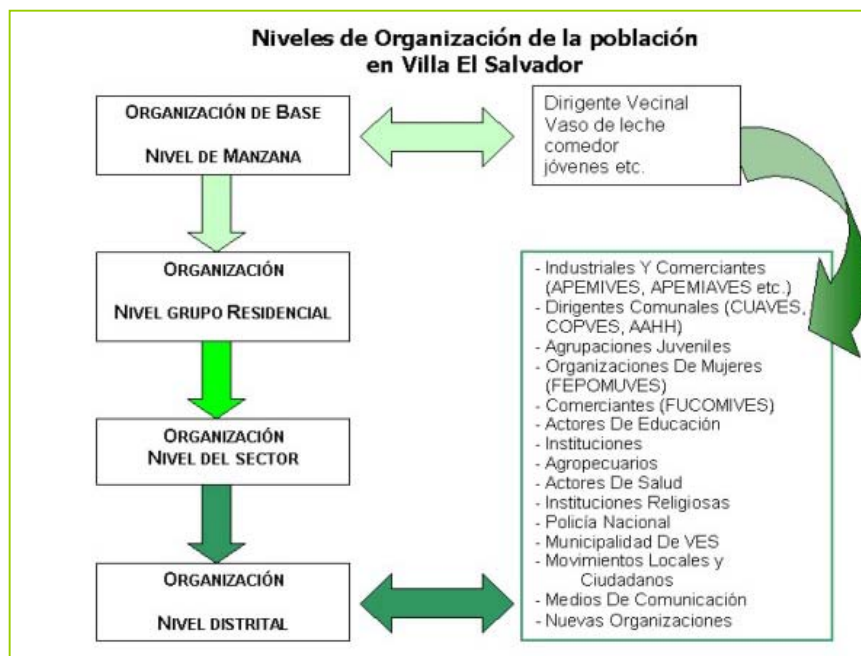 Niveles de Organización de la población
en Villa El Salvador
ORGANIZACIÓN DE BASE
NIVEL DE MANZANA
Dirigente Vecinal
Vaso de leche
comedor
jóvenes etc.
ORGANIZACIÓN
NIVEL GRUPO RESIDENCIAL
ORGANIZACIÓN
NIVEL DEL SECTOR
ORGANIZACIÓN
NIVEL DISTRITAL
- Industriales Y Comerciantes
(APEMIVES, APEMIAVES etc.)
- Dirigentes Comunales (CUAVES,
COPVES, AAHH)
- Agrupaciones Juveniles
- Organizaciones De Mujeres
(FEPOMUVES)
- Comerciantes (FUCOMIVES)
- Actores De Educación
- Instituciones
- Agropecuarios
- Actores De Salud
- Instituciones Religiosas
- Policía Nacional
- Municipalidad De VES
- Movimientos Locales y
Ciudadanos
- Medios De Comunicación
- Nuevas Organizaciones